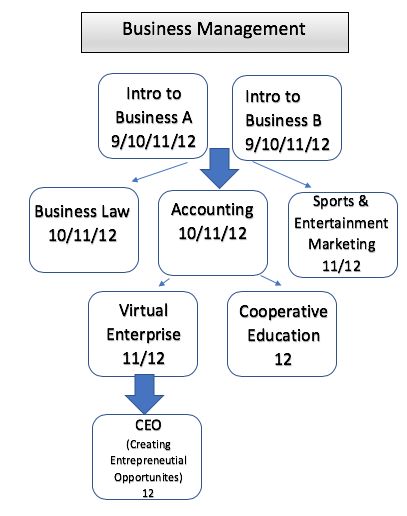 Business Management
Intro to
Business A
9/10/11/12
Intro to
Business B
9/10/11/12
Business Law
10/11/12
Accounting
10/11/12
Sports &
Entertainment
Marketing
11/12
Virtual
Enterprise
11/12
Cooperative
Education
12
CEO
(Creating
Entrepreneutial
Opportunites)
12